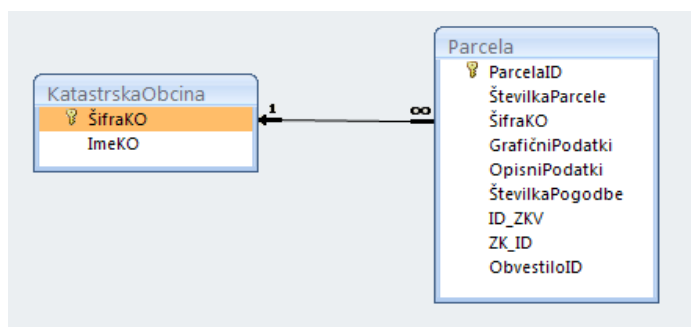 KatastrskaObcina
ŠifraKO
ImeKO
1
∞
Parcela
ParcelaID
ŠtevilkaParcele
ŠifraKO
GrafičniPodatki
OpisniPodatki
ŠtevilkaPogodbe
ID_ZKV
ZK_ID
ObvestiloID